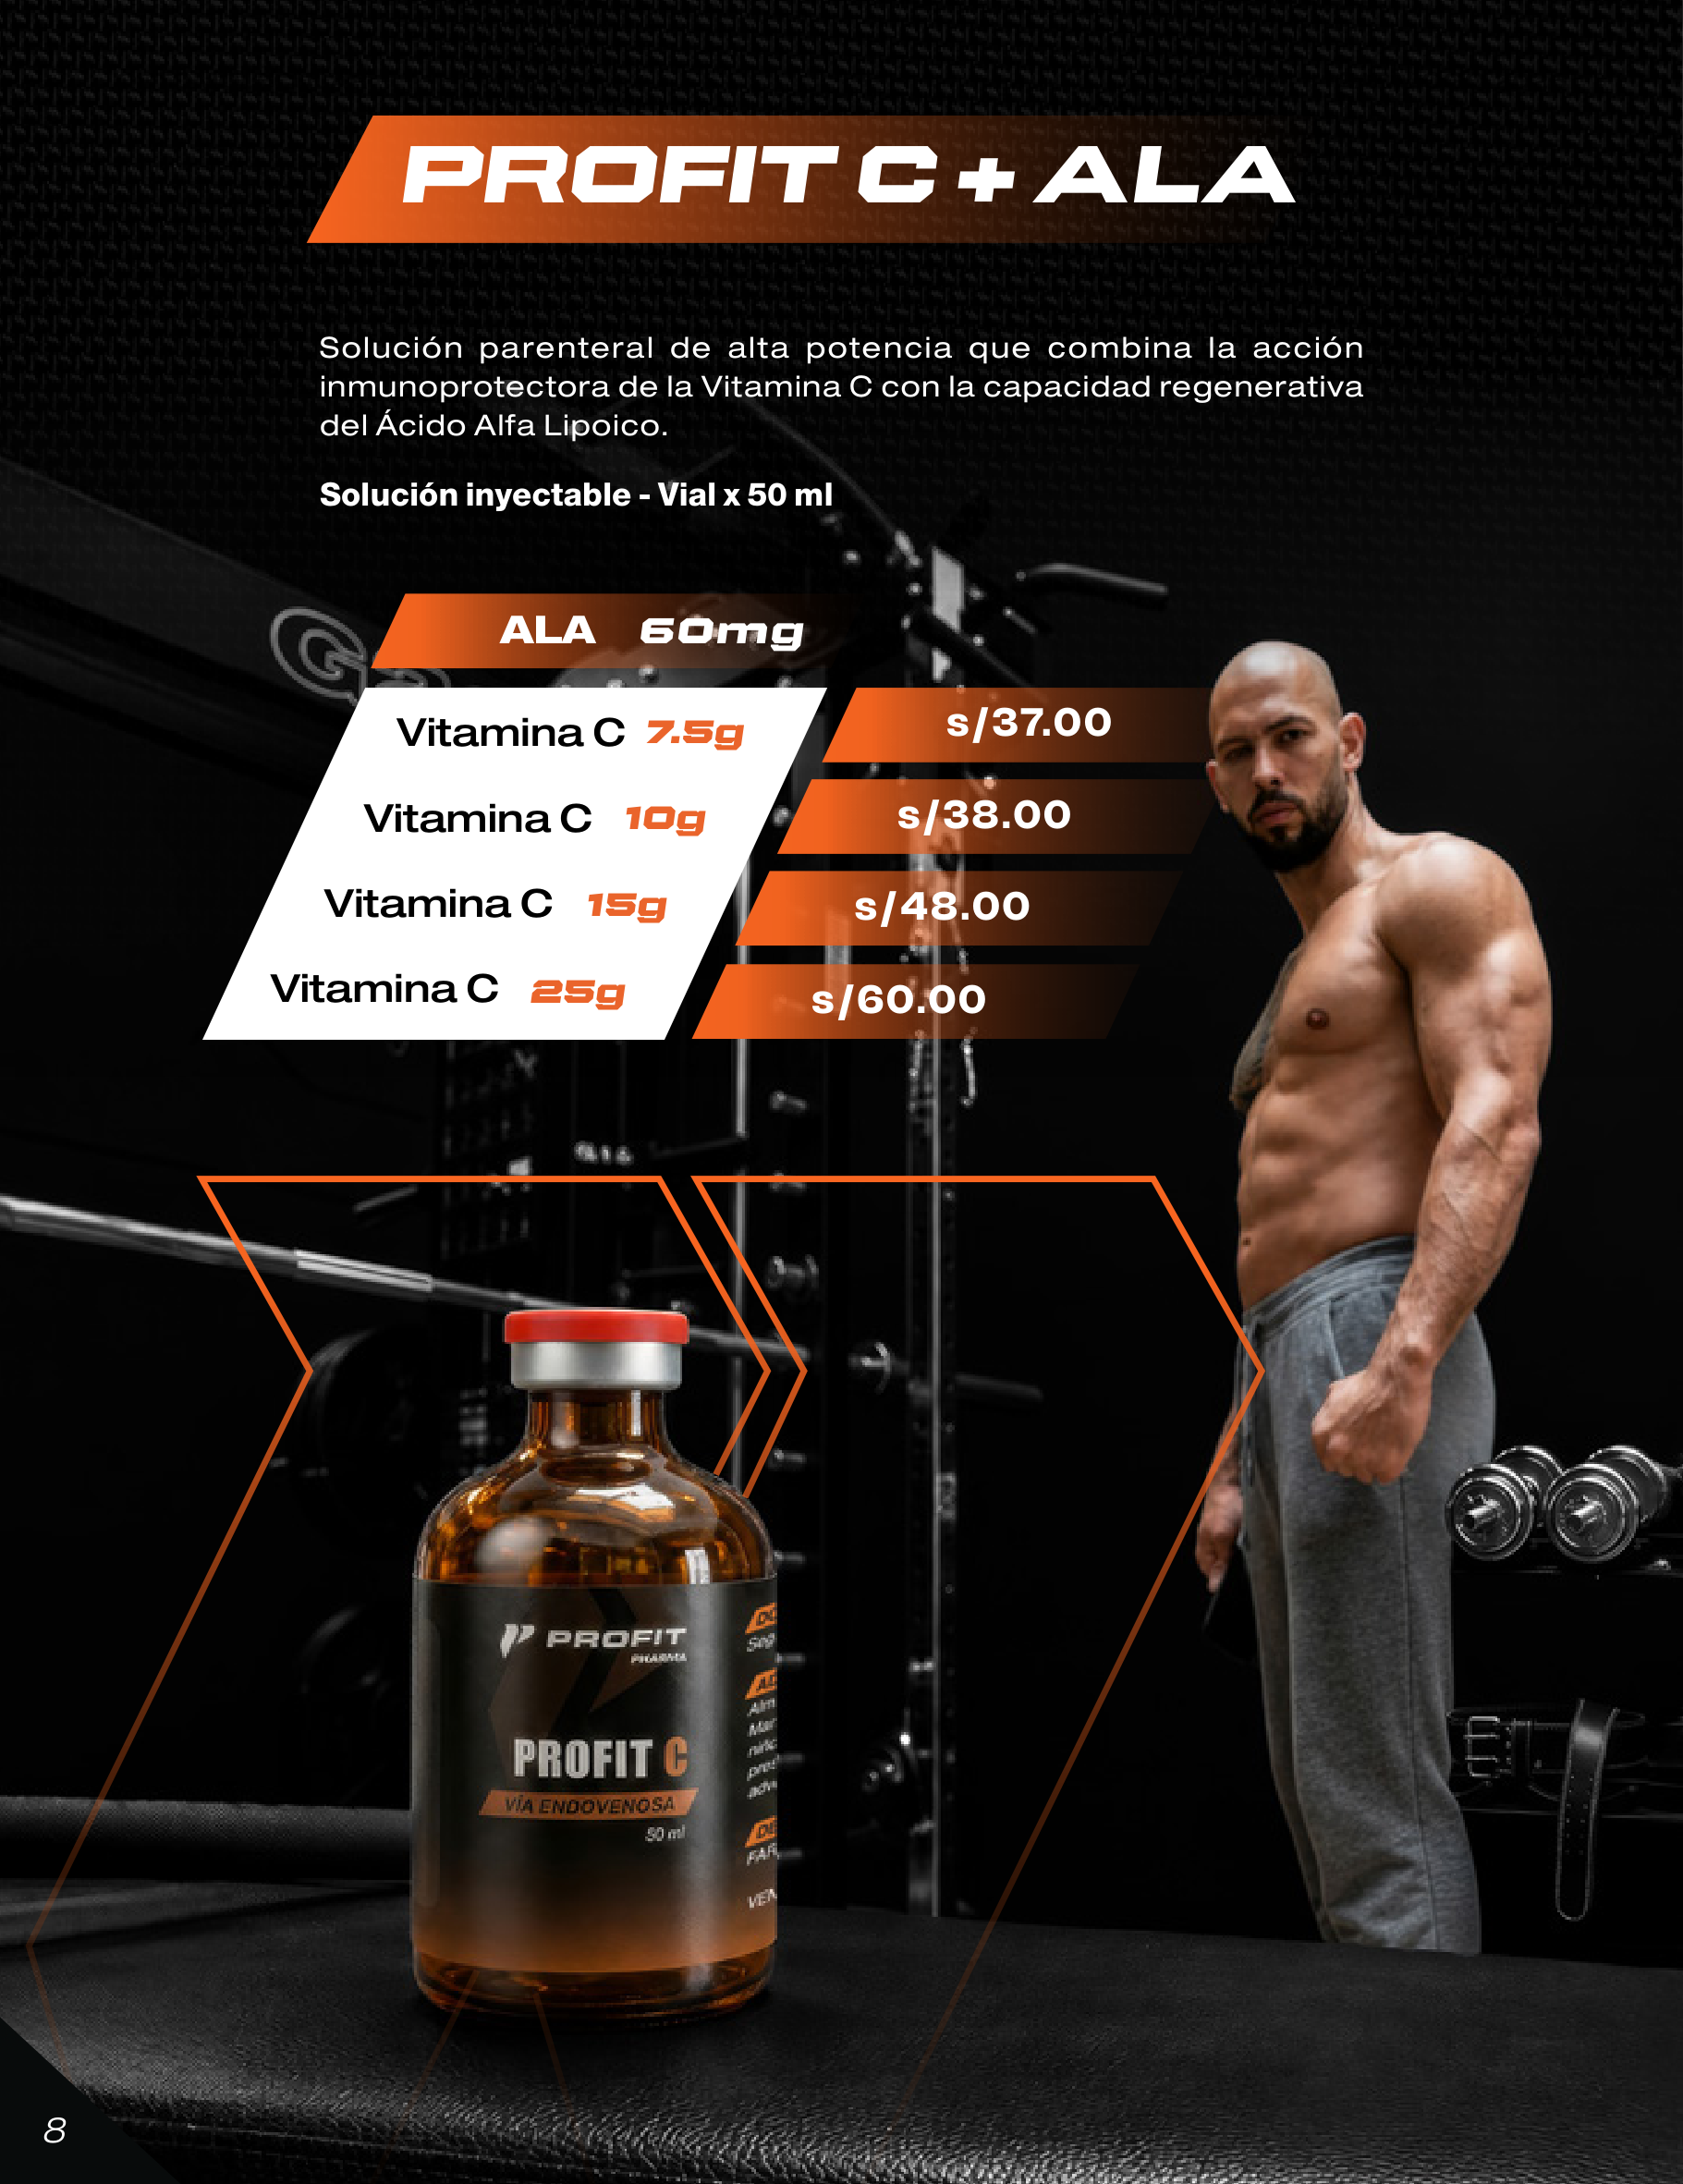 PROFIT C + ALA
Solución parenteral de alta potencia que combina la acción
inmunoprotectora de la Vitamina C con la capacidad regenerativa
del Ácido Alfa Lipoico.
Solución inyectable - Vial x 50 ml
ALA 60mg
Vitamina C 7.5g s/37.00
Vitamina C 10g s/38.00
Vitamina C 15g s/48.00
Vitamina C 25g s/60.00
PROFIT
PHARMA
PROFIT C
VÍA ENDOVENOSA
50 ml
8